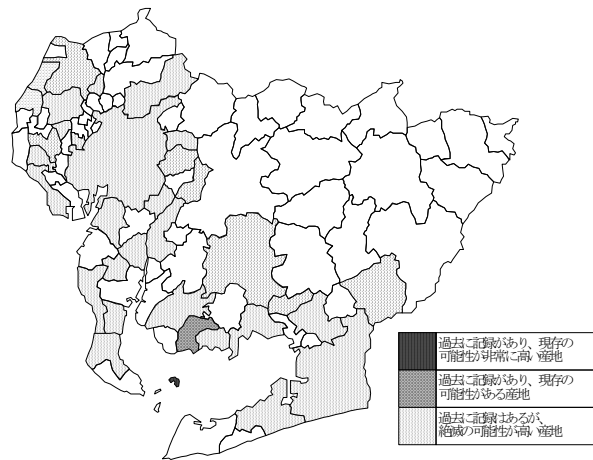 過去に記録があり、現存の
可能性が非常に高い産地
過去に記録があり、現存の
可能性がある産地
過去に記録はあるが、
絶滅の可能性が高い産地